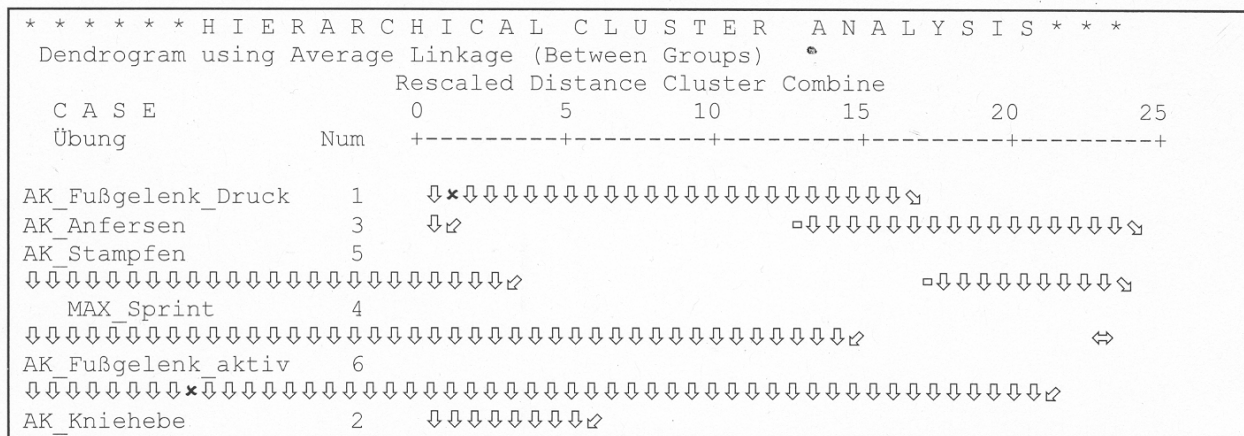 * * * * * * H I E R A R C H I C A L  C L U S T E R  A N A L Y S I S * * *
Dendrogram using Average Linkage (Between Groups)
Rescaled Distance Cluster Combine
C A S E 0 5 10 15 20 25
Übung Num +---------+---------+---------+---------+---------+
AK_Fußgelenk_Druck 1 ⇩×⇩⇩⇩⇩⇩⇩⇩⇩⇩⇩⇩⇩⇩⇩⇩⇩⇩⇩⇩⇩⇩⇩⬂
AK_Anfersen 3 ⇩⬃ ▫⇩⇩⇩⇩⇩⇩⇩⇩⇩⇩⇩⇩⇩⇩⇩⇩⬂
AK_Stampfen 5
⇩⇩⇩⇩⇩⇩⇩⇩⇩⇩⇩⇩⇩⇩⇩⇩⇩⇩⇩⇩⇩⇩⇩⇩⬃ ▫⇩⇩⇩⇩⇩⇩⇩⇩⇩⬂
MAX_Sprint 4
⇩⇩⇩⇩⇩⇩⇩⇩⇩⇩⇩⇩⇩⇩⇩⇩⇩⇩⇩⇩⇩⇩⇩⇩⇩⇩⇩⇩⇩⇩⇩⇩⇩⇩⇩⇩⇩⇩⇩⇩⇩⬃ ⬄
AK_Fußgelenk_aktiv 6
⇩⇩⇩⇩⇩⇩⇩⇩×⇩⇩⇩⇩⇩⇩⇩⇩⇩⇩⇩⇩⇩⇩⇩⇩⇩⇩⇩⇩⇩⇩⇩⇩⇩⇩⇩⇩⇩⇩⇩⇩⇩⇩⇩⇩⇩⇩⇩⇩⇩⇩⬃
AK_Kniehebe 2 ⇩⇩⇩⇩⇩⇩⇩⇩⬃